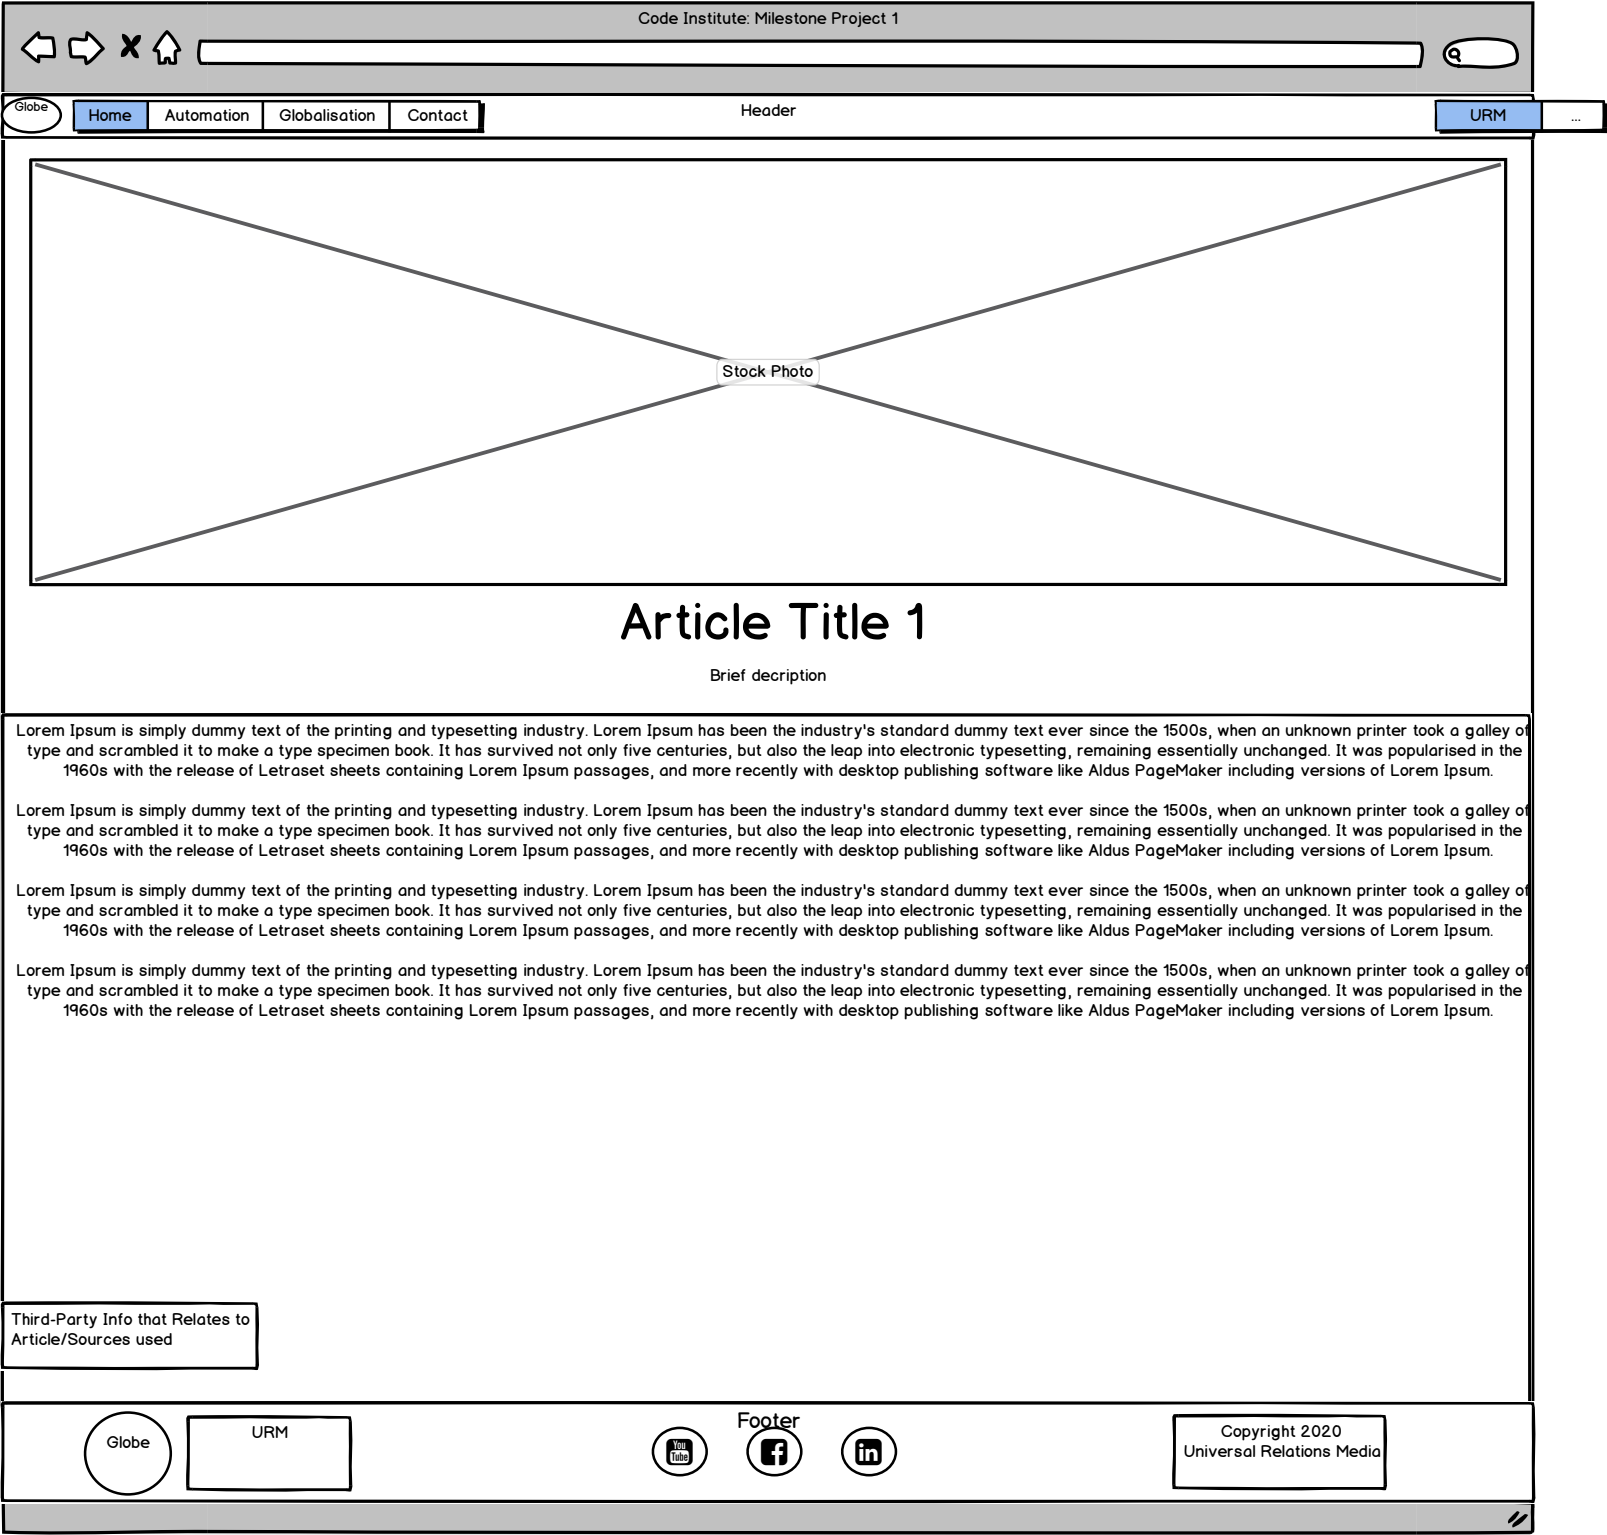 Code Institute: Milestone Project 1
Globe
Home Automation Globalisation Contact
Header
URM ...
Stock Photo
Article Title 1
Brief decription
Lorem Ipsum is simply dummy text of the printing and typesetting industry. Lorem Ipsum has been the industry's standard dummy text ever since the 1500s, when an unknown printer took a galley of
type and scrambled it to make a type specimen book. It has survived not only five centuries, but also the leap into electronic typesetting, remaining essentially unchanged. It was popularised in the
1960s with the release of Letraset sheets containing Lorem Ipsum passages, and more recently with desktop publishing software like Aldus PageMaker including versions of Lorem Ipsum.
Lorem Ipsum is simply dummy text of the printing and typesetting industry. Lorem Ipsum has been the industry's standard dummy text ever since the 1500s, when an unknown printer took a galley of
type and scrambled it to make a type specimen book. It has survived not only five centuries, but also the leap into electronic typesetting, remaining essentially unchanged. It was popularised in the
1960s with the release of Letraset sheets containing Lorem Ipsum passages, and more recently with desktop publishing software like Aldus PageMaker including versions of Lorem Ipsum.
Lorem Ipsum is simply dummy text of the printing and typesetting industry. Lorem Ipsum has been the industry's standard dummy text ever since the 1500s, when an unknown printer took a galley of
type and scrambled it to make a type specimen book. It has survived not only five centuries, but also the leap into electronic typesetting, remaining essentially unchanged. It was popularised in the
1960s with the release of Letraset sheets containing Lorem Ipsum passages, and more recently with desktop publishing software like Aldus PageMaker including versions of Lorem Ipsum.
Lorem Ipsum is simply dummy text of the printing and typesetting industry. Lorem Ipsum has been the industry's standard dummy text ever since the 1500s, when an unknown printer took a galley of
type and scrambled it to make a type specimen book. It has survived not only five centuries, but also the leap into electronic typesetting, remaining essentially unchanged. It was popularised in the
1960s with the release of Letraset sheets containing Lorem Ipsum passages, and more recently with desktop publishing software like Aldus PageMaker including versions of Lorem Ipsum.
Third-Party Info that Relates to
Article/Sources used
Globe
URM
Footer
You
Tube
f
in
Copyright 2020
Universal Relations Media